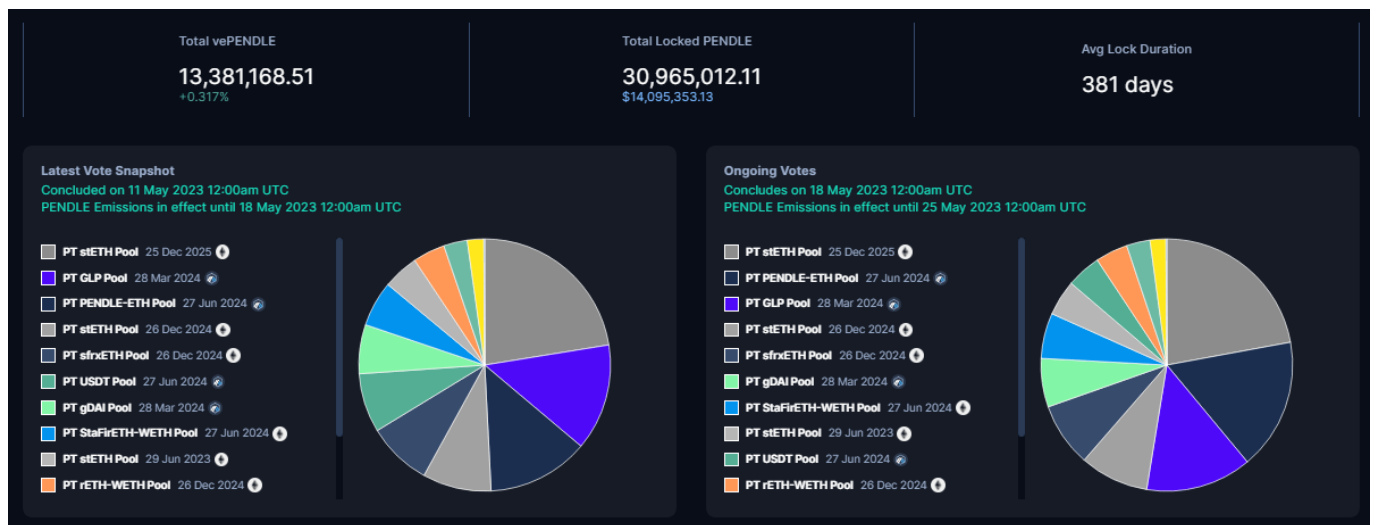 Total vePENDLE
13,381,168.51
+0.317%
Total Locked PENDLE
30,965,012.11
$14,095,353.13
Avg Lock Duration
381 days
Latest Vote Snapshot
Concluded on 11 May 2023 12:00am UTC
PENDLE Emissions in effect until 18 May 2023 12:00am UTC
PT stETH Pool 25 Dec 2025
PT GLP Pool 28 Mar 2024
PT PENDLE-ETH Pool 27 Jun 2024
PT stETH Pool 26 Dec 2024
PT sfrxETH Pool 26 Dec 2024
PT USDT Pool 27 Jun 2024
PT gDAI Pool 28 Mar 2024
PT StaFirETH-WETH Pool 27 Jun 2024
PT stETH Pool 29 Jun 2023
PT rETH-WETH Pool 26 Dec 2024
Ongoing Votes
Concludes on 18 May 2023 12:00am UTC
PENDLE Emissions in effect until 25 May 2023 12:00am UTC
PT stETH Pool 25 Dec 2025
PT PENDLE-ETH Pool 27 Jun 2024
PT GLP Pool 28 Mar 2024
PT stETH Pool 26 Dec 2024
PT sfrxETH Pool 26 Dec 2024
PT gDAI Pool 28 Mar 2024
PT StaFirETH-WETH Pool 27 Jun 2024
PT stETH Pool 29 Jun 2023
PT USDT Pool 27 Jun 2024
PT rETH-WETH Pool 26 Dec 2024